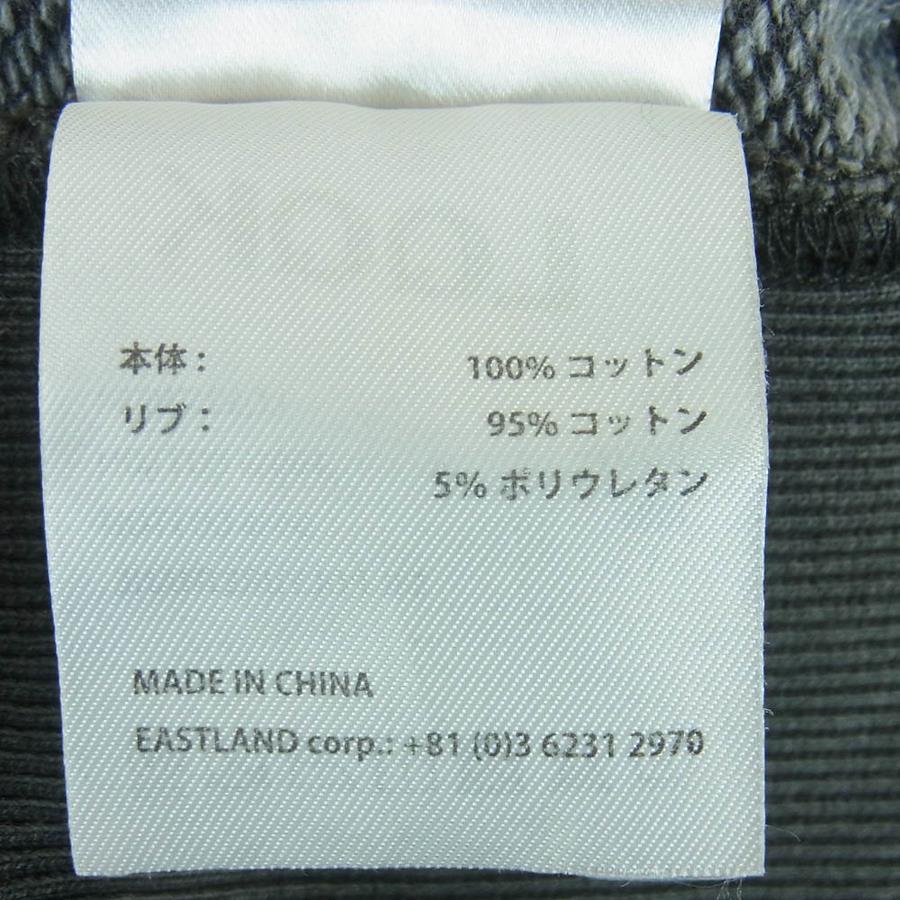 本体: 100% コットン
リブ: 95% コットン
5% ポリウレタン
MADE IN CHINA
EASTLAND corp.: +81 (0)3 6231 2970